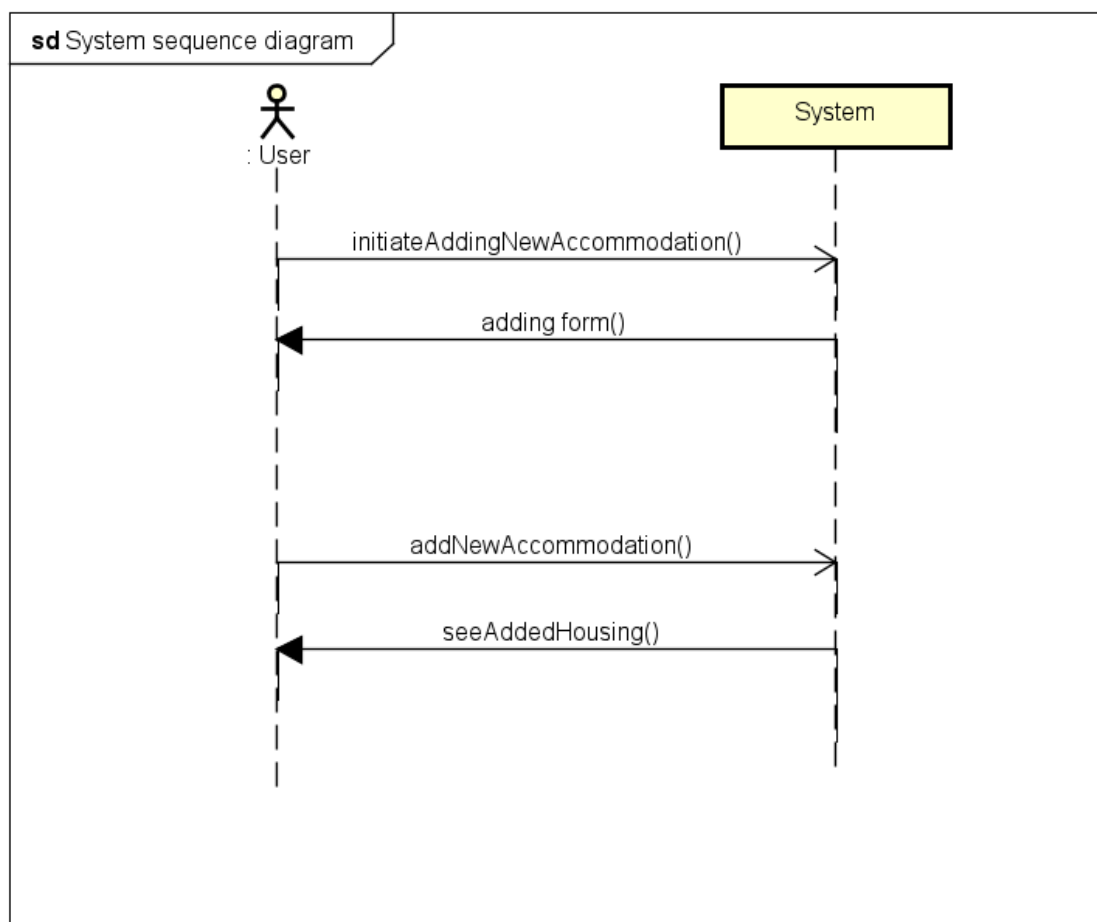 sd System sequence diagram
System
: User
initiateAddingNewAccommodation()
adding form()
addNewAccommodation()
seeAddedHousing()